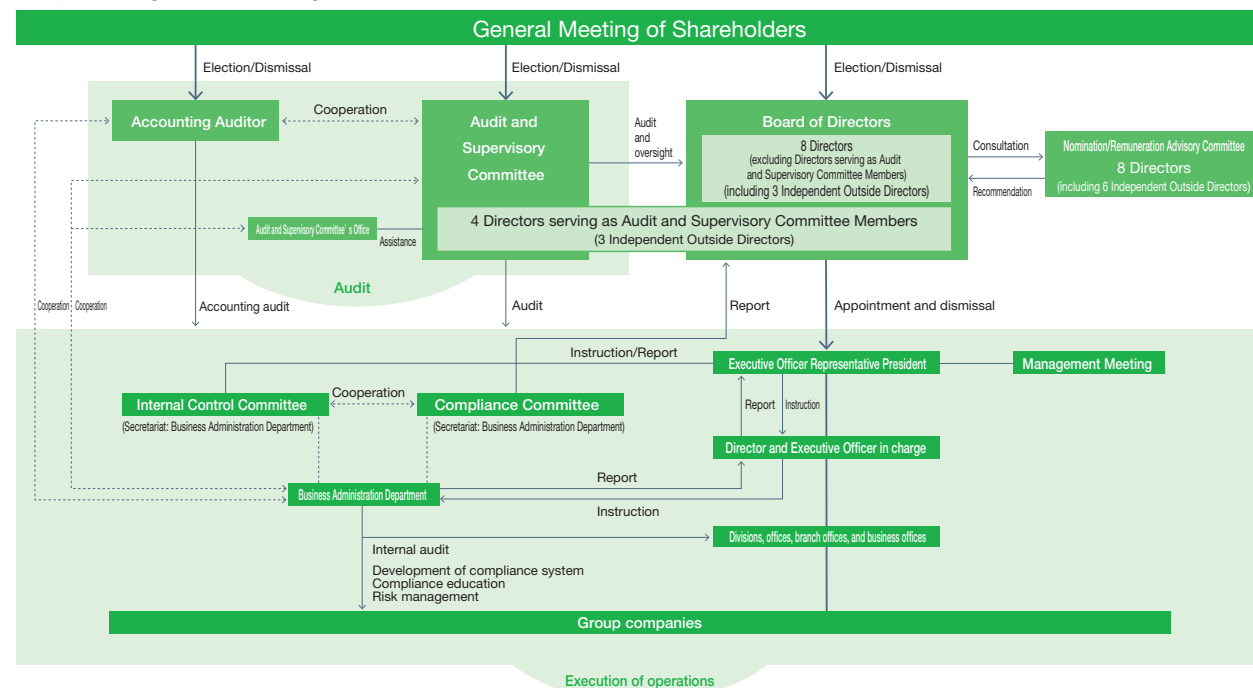 General Meeting of Shareholders
Election/Dismissal
Election/Dismissal
Election/Dismissal
Accounting Auditor
Cooperation
Audit and
Supervisory
Committee
Audit
and
oversight
Board of Directors
8 Directors
(excluding Directors serving as Audit
and Supervisory Committee Members)
(including 3 Independent Outside Directors)
Consultation
Recommendation
Nomination/Remuneration Advisory Committee
8 Directors
(including 6 Independent Outside Directors)
4 Directors serving as Audit and Supervisory Committee Members
(3 Independent Outside Directors)
Audit and Supervisory Committee's Office
Assistance
Audit
Cooperation
Cooperation
Accounting audit
Audit
Report
Appointment and dismissal
Instruction/Report
Executive Officer Representative President
Management Meeting
Internal Control Committee
(Secretariat: Business Administration Department)
Cooperation
Compliance Committee
(Secretariat: Business Administration Department)
Report
Instruction
Director and Executive Officer in charge
Report
Business Administration Department
Instruction
Divisions, offices, branch offices, and business offices
Internal audit
Development of compliance system
Compliance education
Risk management
Group companies
Execution of operations